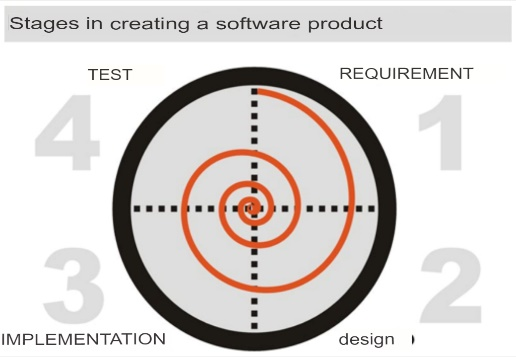 Stages in creating a software product
TEST
REQUIREMENT
4
1
3
2
IMPLEMENTATION
design